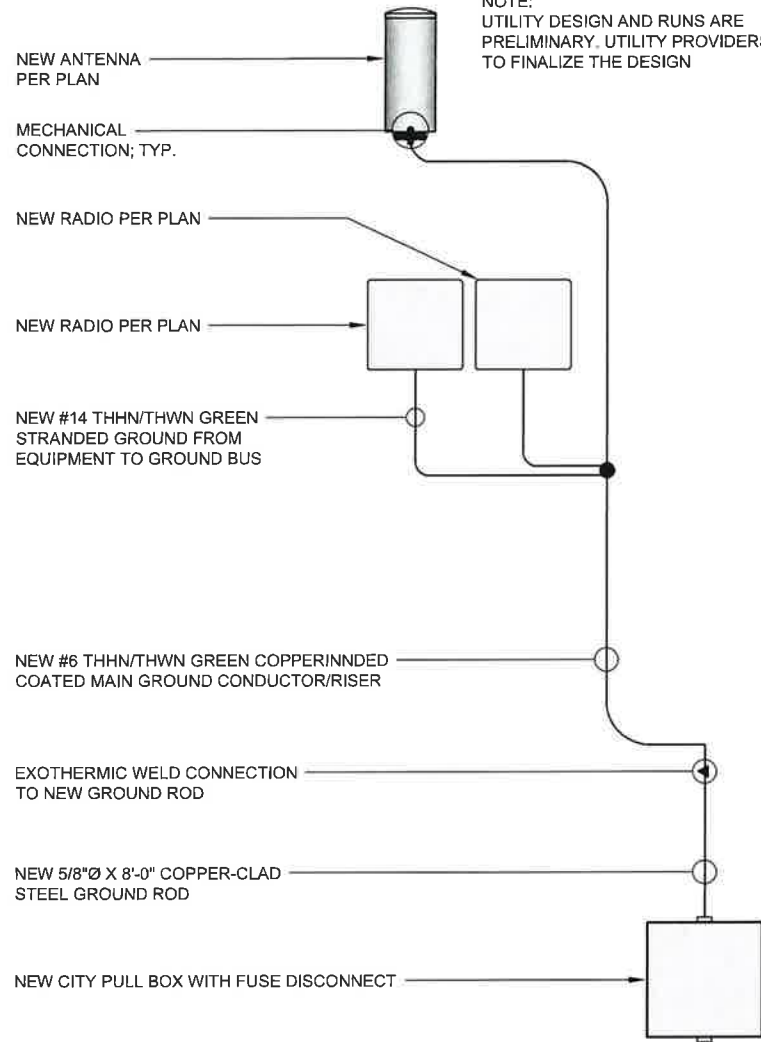 NOTE:
UTILITY DESIGN AND RUNS ARE
PRELIMINARY. UTILITY PROVIDERS
TO FINALIZE THE DESIGN
NEW ANTENNA
PER PLAN
MECHANICAL
CONNECTION; TYP.
NEW RADIO PER PLAN
NEW RADIO PER PLAN
NEW #14 THHN/THWN GREEN
STRANDED GROUND FROM
EQUIPMENT TO GROUND BUS
NEW #6 THHN/THWN GREEN COPPERINNDED
COATED MAIN GROUND CONDUCTOR/RISER
EXOTHERMIC WELD CONNECTION
TO NEW GROUND ROD
NEW 5/8"Ø X 8'-0" COPPER-CLAD
STEEL GROUND ROD
NEW CITY PULL BOX WITH FUSE DISCONNECT